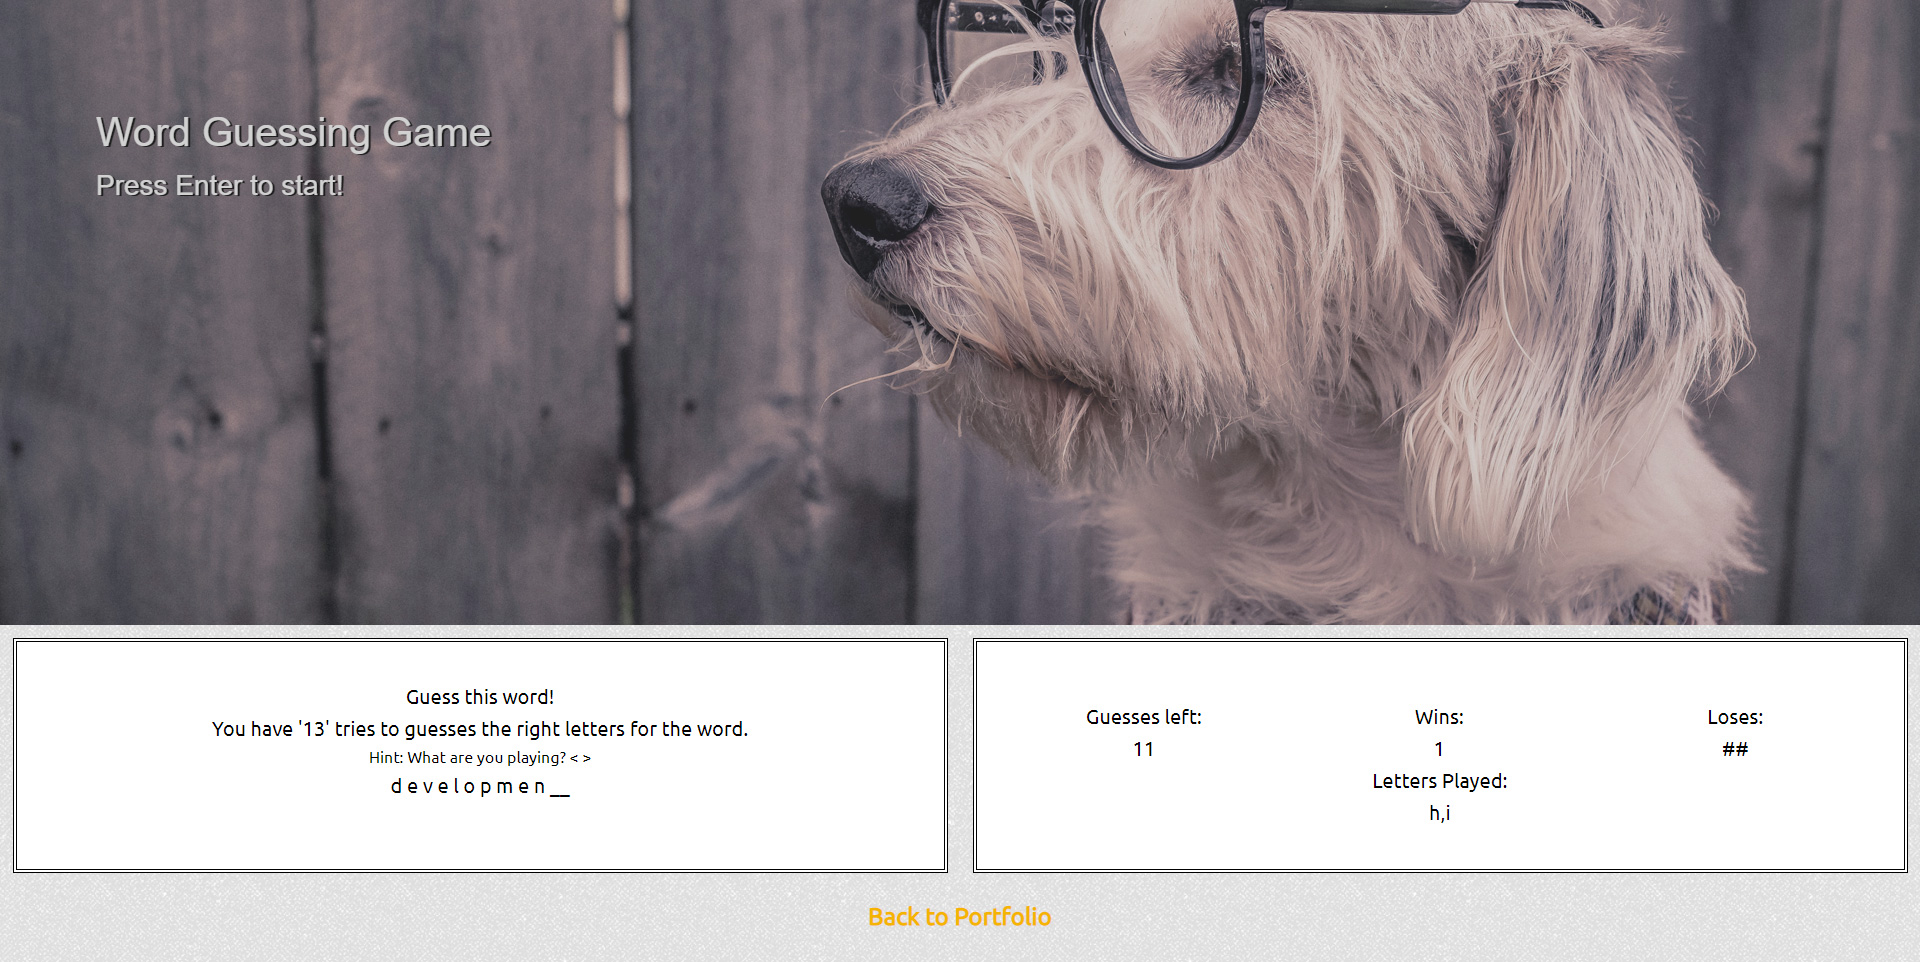 Word Guessing Game
Press Enter to start!
Guess this word!
You have '13' tries to guesses the right letters for the word.
Hint: What are you playing? < >
d e v e l o p m e n __
Guesses left:
11
Wins:
1
Loses:
##
Letters Played:
h,i
Back to Portfolio